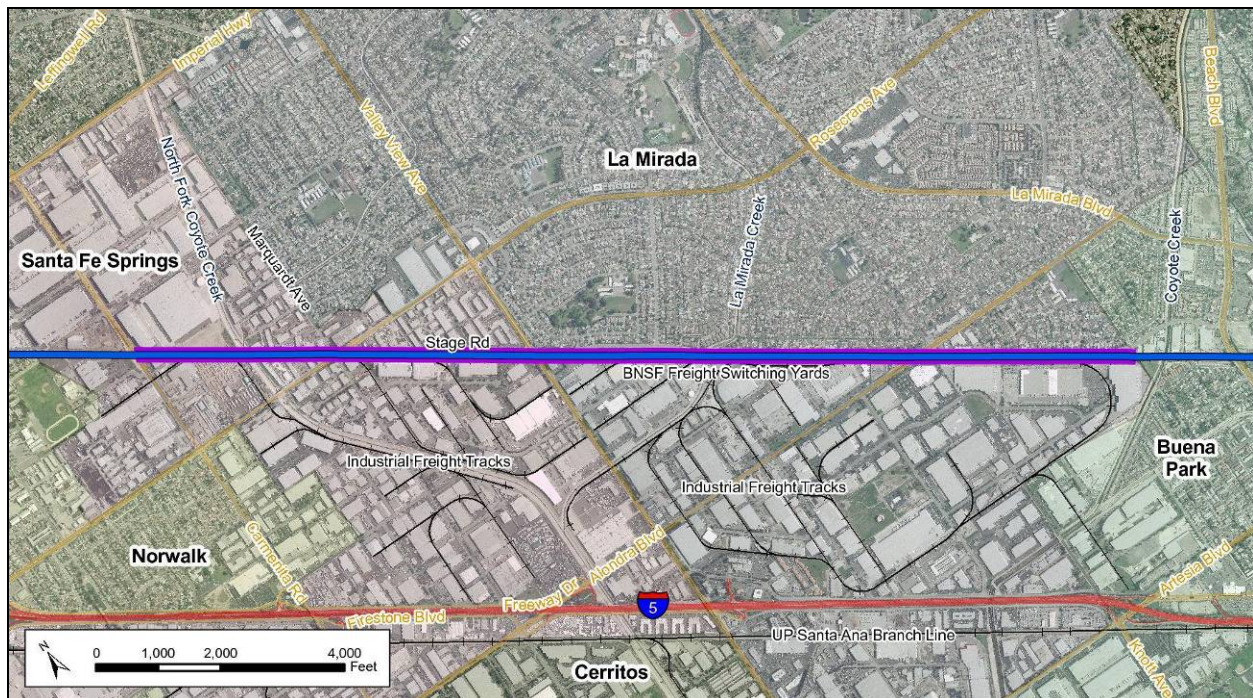 Leffingwell Rd
Imperial Hwy
Beach Blvd
Valley View Ave
Rosecrans Ave
North Fork Coyote Creek
La Mirada
La Mirada Blvd
Santa Fe Springs
Marquardt Ave
La Mirada Creek
Coyote Creek
Stage Rd
BNSF Freight Switching Yards
Industrial Freight Tracks
Industrial Freight Tracks
Buena
Park
Norwalk
Carmenita Rd
Alondra Blvd
Freeway Dr
Artesia Blvd
Firestone Blvd
5
UP Santa Ana Branch Line
Knott Ave
Cerritos
N
0 1,000 2,000 4,000
Feet